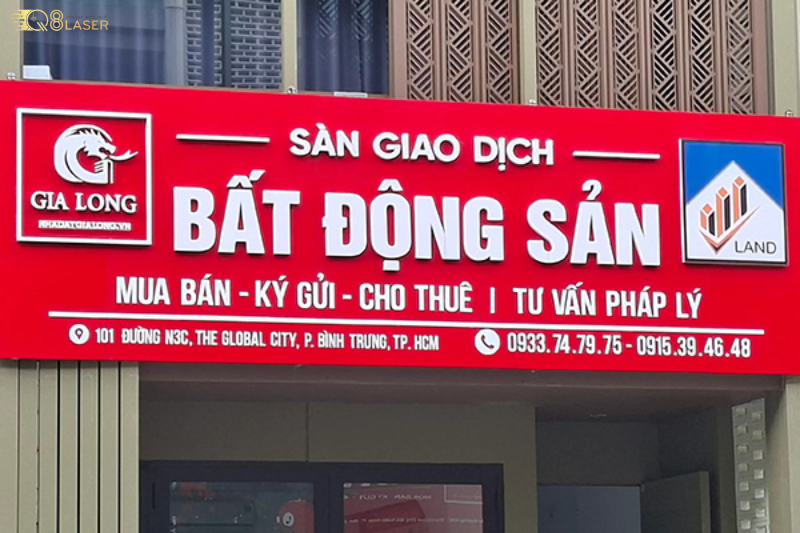 Q8LASER
SÀN GIAO DỊCH
GIA LONG
NHADATGIALONG.VN
BẤT ĐỘNG SẢN
LAND
MUA BÁN - KÝ GỬI - CHO THUÊ | TƯ VẤN PHÁP LÝ
101 ĐƯỜNG N3C, THE GLOBAL CITY, P. BÌNH TRƯNG, TP. HCM
0933.74.79.75 - 0915.39.46.48